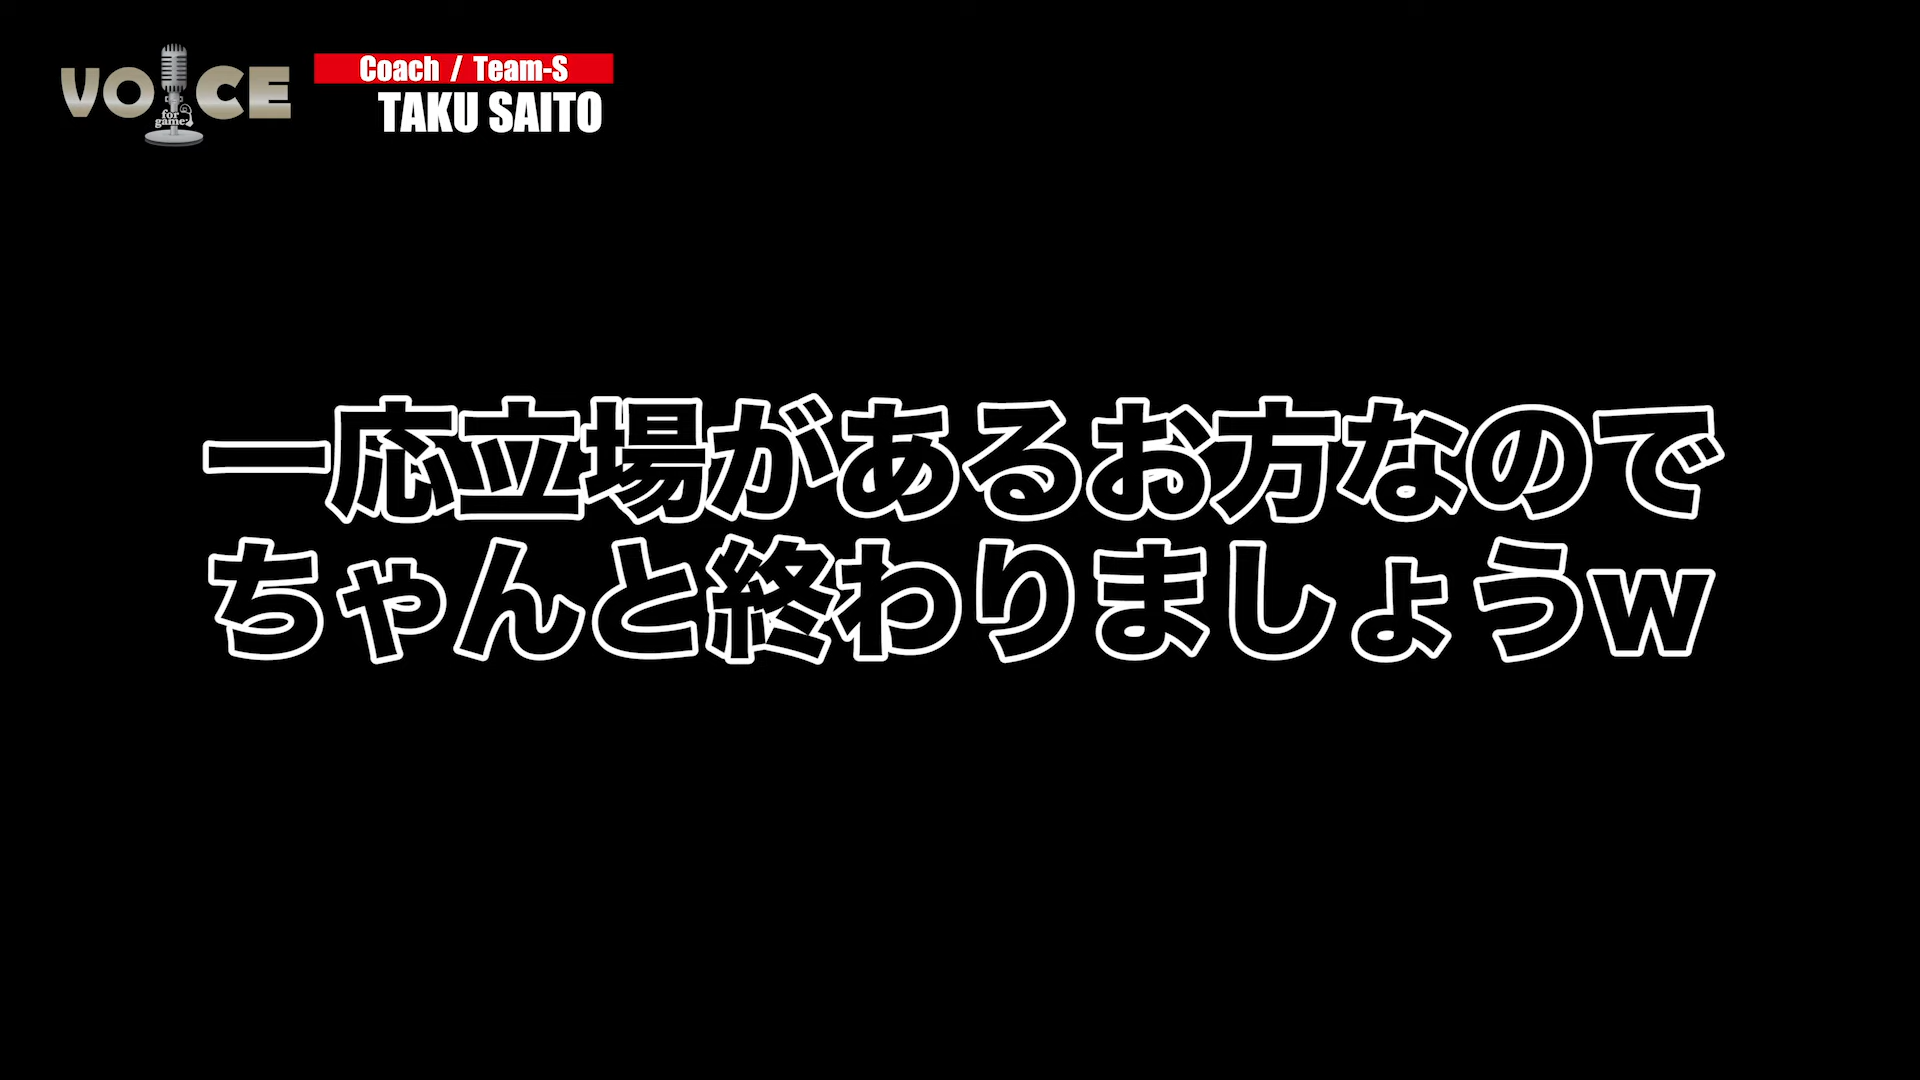 VOICE
for
game
Coach / Team-S
TAKU SAITO
一応立場があるお方なので
ちゃんと終わりましょうw